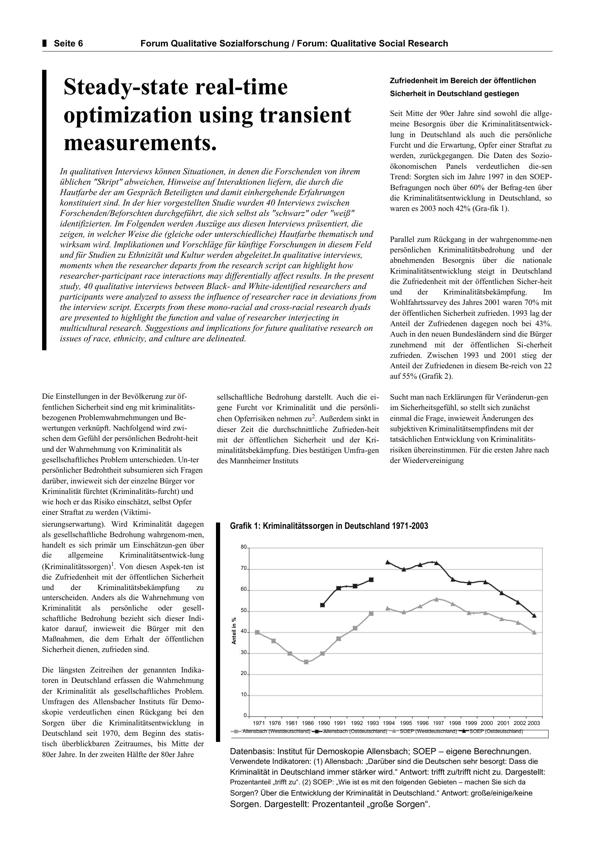 Seite 6
Forum Qualitative Sozialforschung / Forum: Qualitative Social Research
Steady-state real-time
optimization using transient
measurements.
In qualitativen Interviews können Situationen, in denen die Forschenden von ihrem
üblichen "Skript" abweichen, Hinweise auf Interaktionen liefern, die durch die
Hautfarbe der am Gespräch Beteiligten und damit einhergehende Erfahrungen
konstituiert sind. In der hier vorgestellten Studie wurden 40 Interviews zwischen
Forschenden/Beforschten durchgeführt, die sich selbst als "schwarz" oder "weiß"
identifizierten. Im Folgenden werden Auszüge aus diesen Interviews präsentiert, die
zeigen, in welcher Weise die (gleiche oder unterschiedliche) Hautfarbe thematisch und
wirksam wird. Implikationen und Vorschläge für künftige Forschungen in diesem Feld
und für Studien zu Ethnizität und Kultur werden abgeleitet.In qualitative interviews,
moments when the researcher departs from the research script can highlight how
researcher-participant race interactions may differentially affect results. In the present
study, 40 qualitative interviews between Black- and White-identified researchers and
participants were analyzed to assess the influence of researcher race in deviations from
the interview script. Excerpts from these mono-racial and cross-racial research dyads
are presented to highlight the function and value of researcher interjecting in
multicultural research. Suggestions and implications for future qualitative research on
issues of race, ethnicity, and culture are delineated.
Zufriedenheit im Bereich der öffentlichen
Sicherheit in Deutschland gestiegen
Seit Mitte der 90er Jahre sind sowohl die allge-
meine Besorgnis über die Kriminalitätsentwick-
lung in Deutschland als auch die persönliche
Furcht und die Erwartung, Opfer einer Straftat zu
werden, zurückgegangen. Die Daten des Sozio-
ökonomischen Panels verdeutlichen die-sen
Trend: Sorgten sich im Jahre 1997 in den SOEP-
Befragungen noch über 60% der Befrag-ten über
die Kriminalitätsentwicklung in Deutschland, so
waren es 2003 noch 42% (Gra-fik 1).
Parallel zum Rückgang in der wahrgenomme-nen
persönlichen Kriminalitätsbedrohung und der
abnehmenden Besorgnis über die nationale
Kriminalitätsentwicklung steigt in Deutschland
die Zufriedenheit mit der öffentlichen Sicher-heit
und der Kriminalitätsbekämpfung. Im
Wohlfahrtssurvey des Jahres 2001 waren 70% mit
der öffentlichen Sicherheit zufrieden. 1993 lag der
Anteil der Zufriedenen dagegen noch bei 43%.
Auch in den neuen Bundesländern sind die Bürger
zunehmend mit der öffentlichen Si-cherheit
zufrieden. Zwischen 1993 und 2001 stieg der
Anteil der Zufriedenen in diesem Be-reich von 22
auf 55% (Grafik 2).
Die Einstellungen in der Bevölkerung zur öf-
fentlichen Sicherheit sind eng mit kriminalitäts-
bezogenen Problemwahrnehmungen und Be-
wertungen verknüpft. Nachfolgend wird zwi-
schen dem Gefühl der persönlichen Bedroht-heit
und der Wahrnehmung von Kriminalität als
gesellschaftliches Problem unterschieden. Un-ter
persönlicher Bedrohtheit subsumieren sich Fragen
darüber, inwieweit sich der einzelne Bürger vor
Kriminalität fürchtet (Kriminalitäts-furcht) und
wie hoch er das Risiko einschätzt, selbst Opfer
einer Straftat zu werden (Viktimi-
sierungserwartung). Wird Kriminalität dagegen
als gesellschaftliche Bedrohung wahrgenom-men,
handelt es sich primär um Einschätzun-gen über
die allgemeine Kriminalitätsentwick-lung
(Kriminalitätssorgen)1. Von diesen Aspek-ten ist
die Zufriedenheit mit der öffentlichen Sicherheit
und der Kriminalitätsbekämpfung zu
unterscheiden. Anders als die Wahrnehmung von
Kriminalität als persönliche oder gesell-
schaftliche Bedrohung bezieht sich dieser Indi-
kator darauf, inwieweit die Bürger mit den
Maßnahmen, die dem Erhalt der öffentlichen
Sicherheit dienen, zufrieden sind.
Die längsten Zeitreihen der genannten Indika-
toren in Deutschland erfassen die Wahrnehmung
der Kriminalität als gesellschaftliches Problem.
Umfragen des Allensbacher Instituts für Demo-
skopie verdeutlichen einen Rückgang bei den
Sorgen über die Kriminalitätsentwicklung in
Deutschland seit 1970, dem Beginn des statis-
tisch überblickbaren Zeitraumes, bis Mitte der
80er Jahre. In der zweiten Hälfte der 80er Jahre
sellschaftliche Bedrohung darstellt. Auch die ei-
gene Furcht vor Kriminalität und die persönli-
chen Opferrisiken nehmen zu2. Außerdem sinkt in
dieser Zeit die durchschnittliche Zufrieden-heit
mit der öffentlichen Sicherheit und der Kri-
minalitätsbekämpfung. Dies bestätigen Umfra-gen
des Mannheimer Instituts
Sucht man nach Erklärungen für Veränderun-gen
im Sicherheitsgefühl, so stellt sich zunächst
einmal die Frage, inwieweit Änderungen des
subjektiven Kriminalitätsempfindens mit der
tatsächlichen Entwicklung von Kriminalitäts-
risiken übereinstimmen. Für die ersten Jahre nach
der Wiedervereinigung
Grafik 1: Kriminalitätssorgen in Deutschland 1971-2003
Anteil in %
80
70
60
50
40
30
20
10
0
1971 1976 1981 1986 1990 1991 1992 1993 1994 1995 1996 1997 1998 1999 2000 2001 2002 2003
Allensbach (Westdeutschland) Allensbach (Ostdeutschland) SOEP (Westdeutschland) SOEP (Ostdeutschland)
Datenbasis: Institut für Demoskopie Allensbach; SOEP – eigene Berechnungen.
Verwendete Indikatoren: (1) Allensbach: „Darüber sind die Deutschen sehr besorgt: Dass die
Kriminalität in Deutschland immer stärker wird.“ Antwort: trifft zu/trifft nicht zu. Dargestellt:
Prozentanteil „trifft zu“. (2) SOEP: „Wie ist es mit den folgenden Gebieten – machen Sie sich da
Sorgen? Über die Entwicklung der Kriminalität in Deutschland.“ Antwort: große/einige/keine
Sorgen. Dargestellt: Prozentanteil „große Sorgen“.